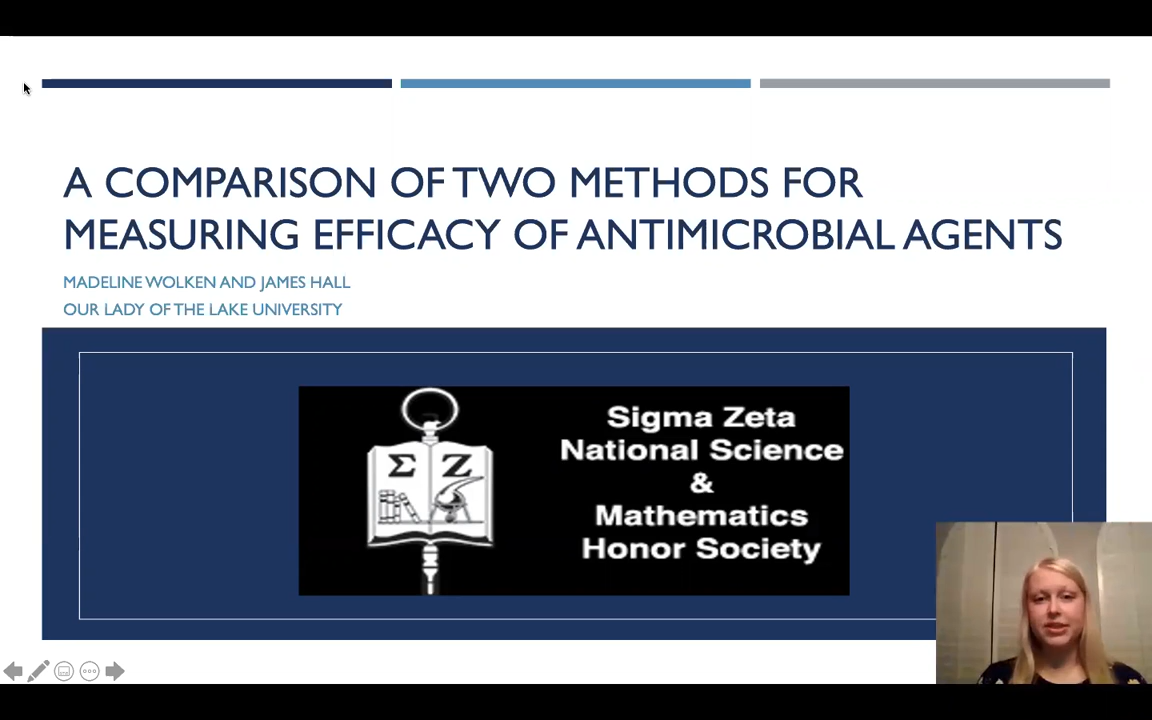 A COMPARISON OF TWO METHODS FOR
MEASURING EFFICACY OF ANTIMICROBIAL AGENTS
MADELINE WOLKEN AND JAMES HALL
OUR LADY OF THE LAKE UNIVERSITY
Σ Z
Sigma Zeta
National Science
&
Mathematics
Honor Society